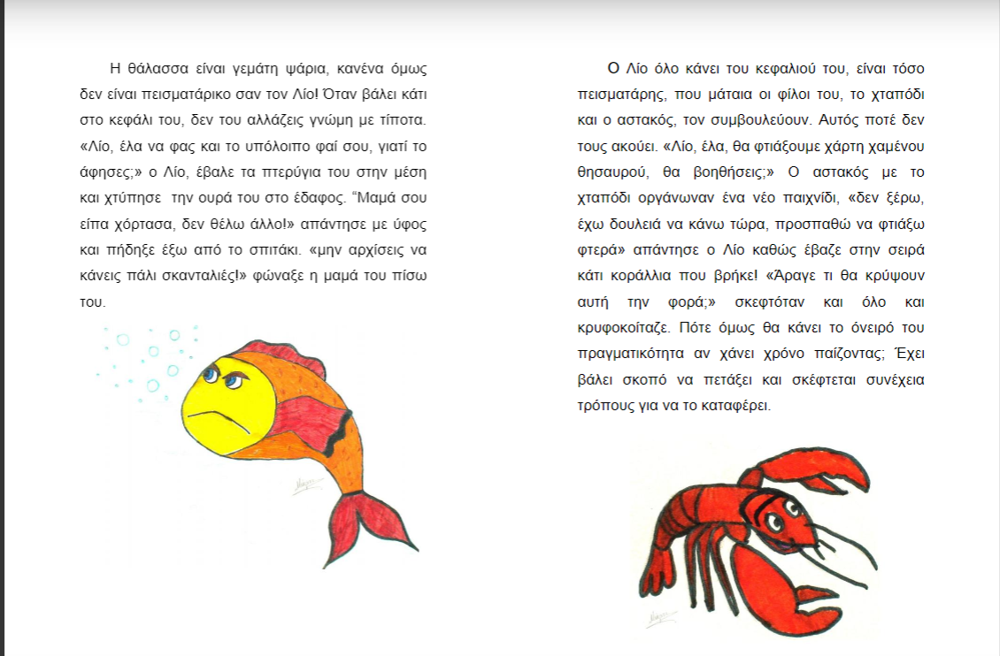 Η θάλασσα είναι γεμάτη ψάρια, κανένα όμως
δεν είναι πεισματάρικο σαν τον Λίο! Όταν βάλει κάτι
στο κεφάλι του, δεν του αλλάζεις γνώμη με τίποτα.
«Λίο, έλα να φας και το υπόλοιπο φαί σου, γιατί το
άφησες;» ο Λίο, έβαλε τα πτερύγια του στην μέση
και χτύπησε  την ουρά του στο έδαφος. “Μαμά σου
είπα χόρτασα, δεν θέλω άλλο!» απάντησε με ύφος
και πήδηξε έξω από το σπιτάκι. «μην αρχίσεις να
κάνεις πάλι σκανταλιές!» φώναξε η μαμά του πίσω
του.
Ο Λίο όλο κάνει του κεφαλιού του, είναι τόσο
πεισματάρης, που μάταια οι φίλοι του, το χταπόδι
και ο αστακός, τον συμβουλεύουν. Αυτός ποτέ δεν
τους ακούει. «Λίο, έλα, θα φτιάξουμε χάρτη χαμένου
θησαυρού, θα βοηθήσεις;» Ο αστακός με το
χταπόδι οργάνωναν ένα νέο παιχνίδι, «δεν ξέρω,
έχω δουλειά να κάνω τώρα, προσπαθώ να φτιάξω
φτερά» απάντησε ο Λίο καθώς έβαζε στην σειρά
κάτι κοράλλια που βρήκε! «Άραγε τι θα κρύψουν
αυτή την φορά;» σκεφτόταν και όλο και
κρυφοκοίταζε. Πότε όμως θα κάνει το όνειρό του
πραγματικότητα αν χάνει χρόνο παίζοντας; Έχει
βάλει σκοπό να πετάξει και σκέφτεται συνέχεια
τρόπους για να το καταφέρει.